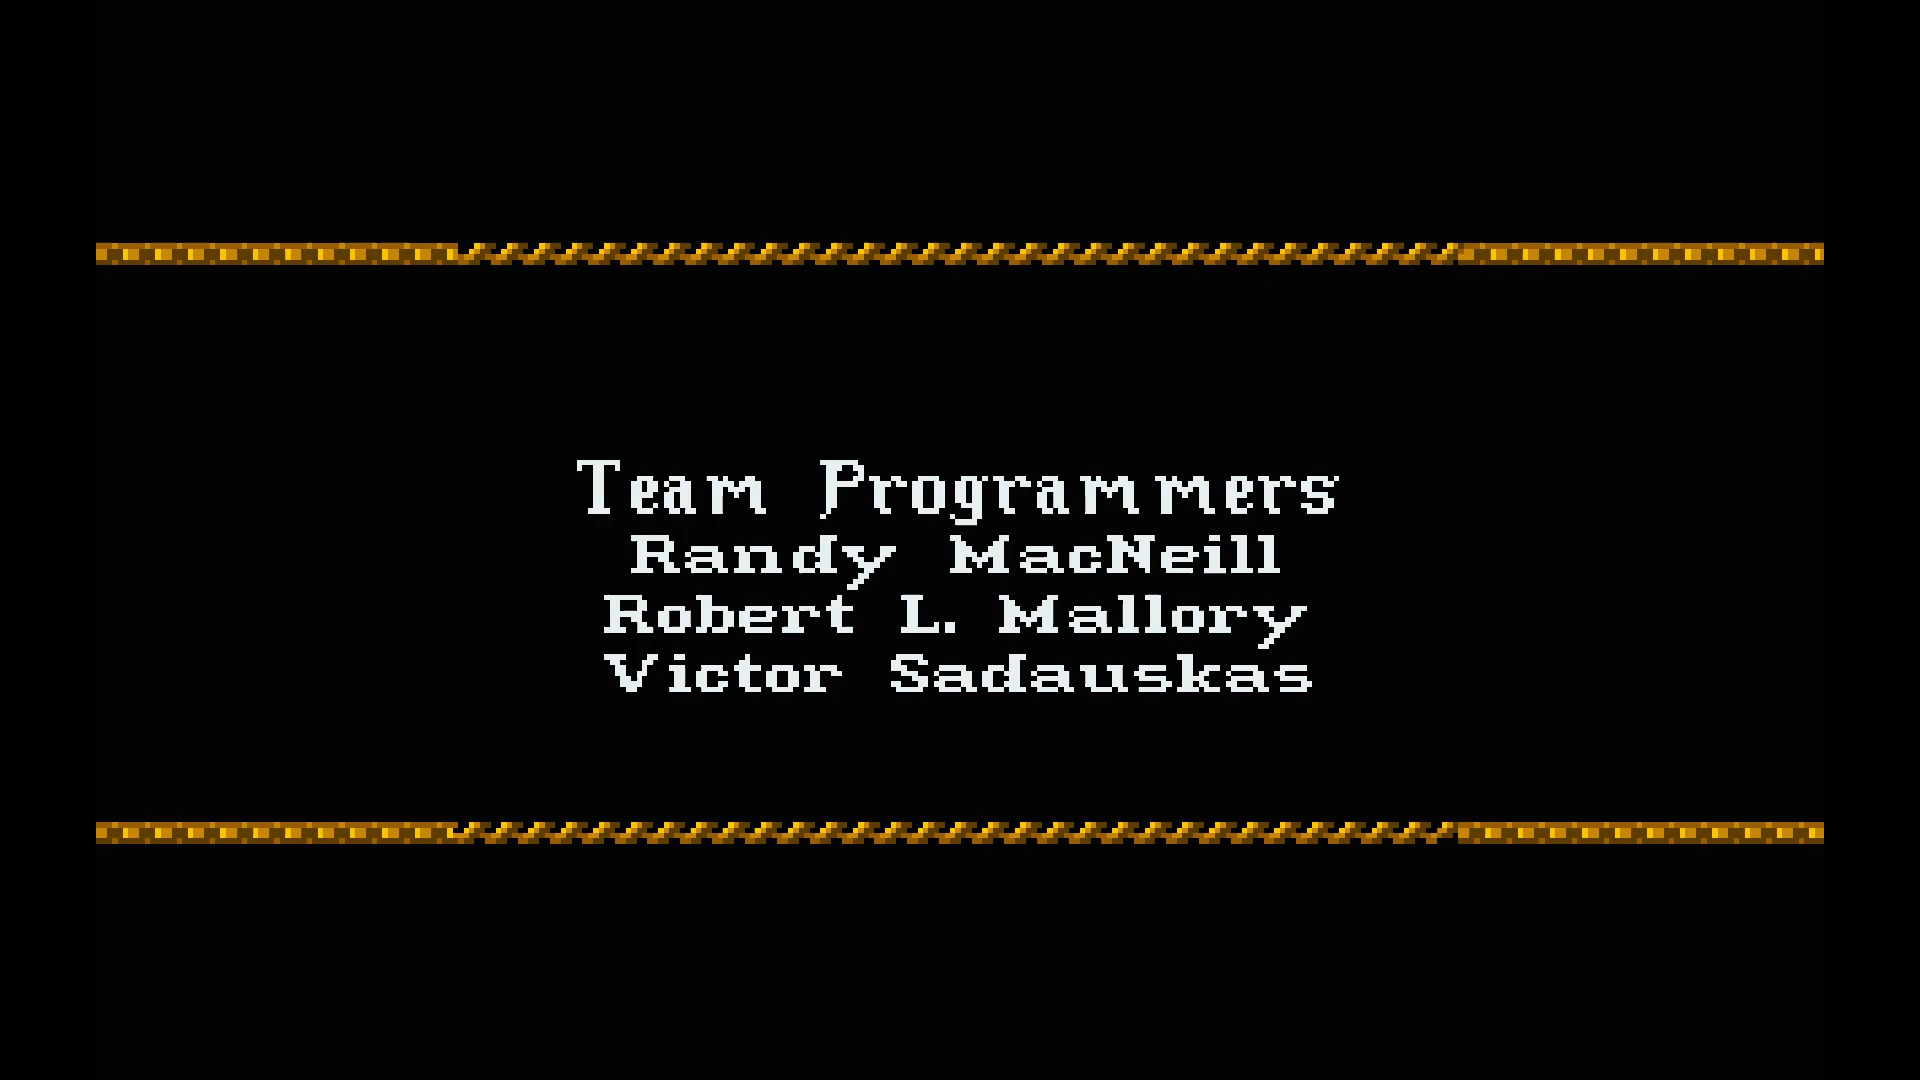 Team Programmers
Randy MacNeill
Robert L. Mallory
Victor Sadauskas